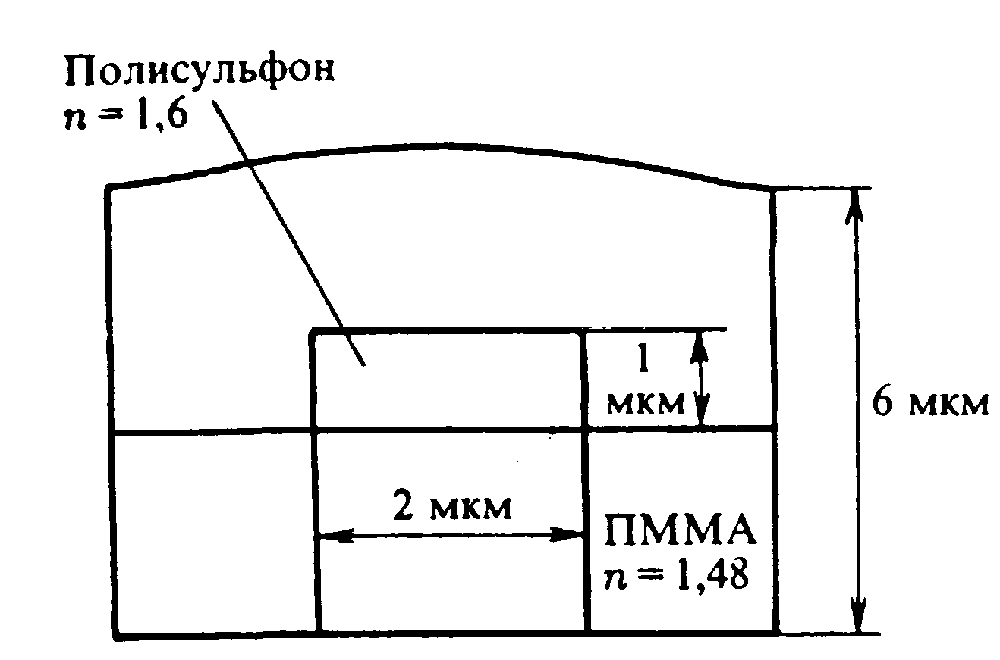 Полисульфон
n = 1,6
1
мкм
6 мкм
2 мкм
ПММА
n = 1,48